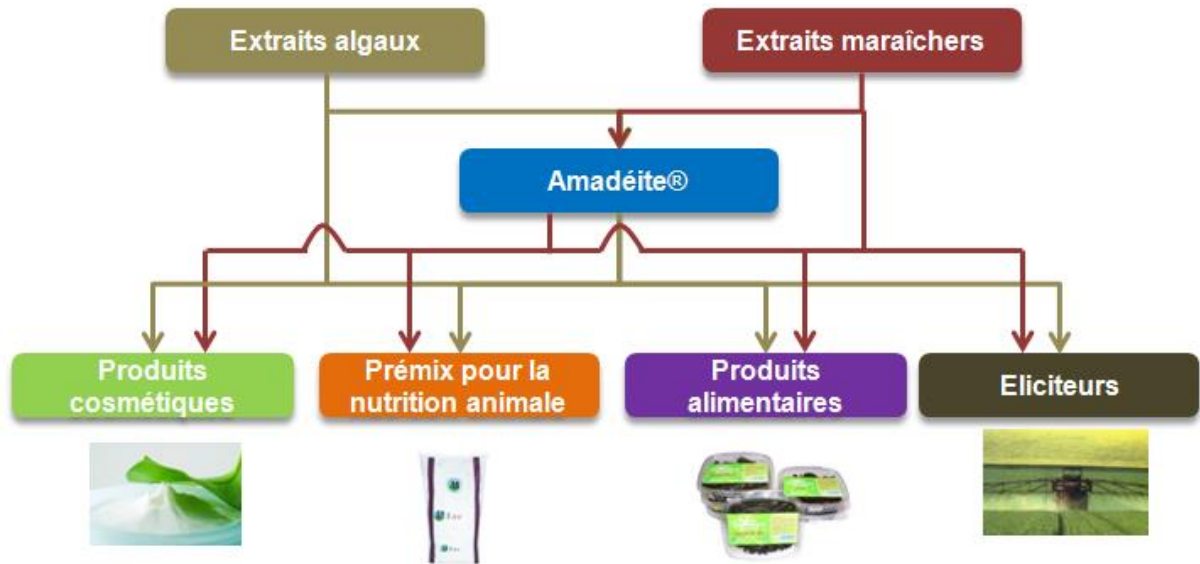 Extraits algaux
Extraits maraîchers
Amadéite®
Produits
cosmétiques
Prémix pour la
nutrition animale
Produits
alimentaires
Eliciteurs